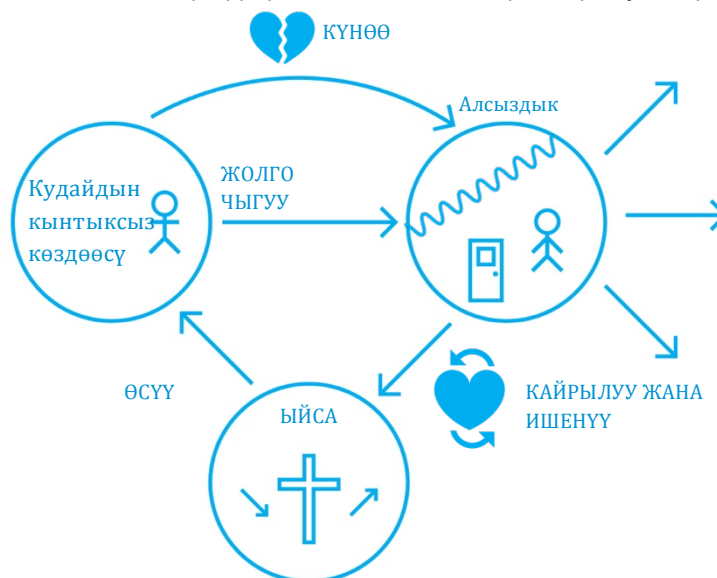 КҮНӨӨ
Алсыздык
Кудайдын
кынтыксыз
көздөөсү
ЖОЛГО
ЧЫГУУ
ӨСҮҮ
ЫЙСА
КАЙРЫЛУУ ЖАНА
ИШЕНҮҮ